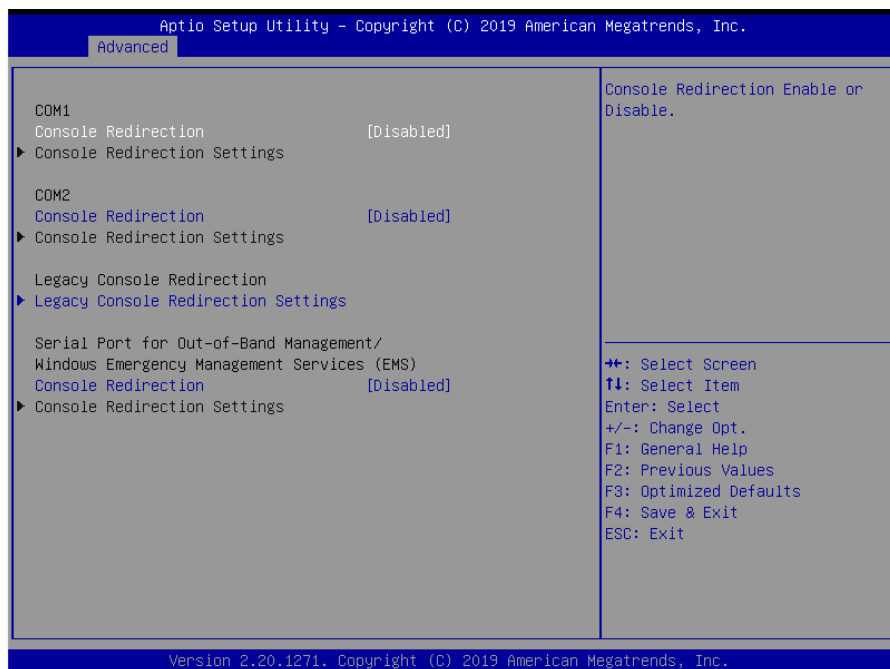 Aptio Setup Utility – Copyright (C) 2019 American Megatrends, Inc.
Advanced
COM1
Console Redirection [Disabled]
Console Redirection Settings
COM2
Console Redirection [Disabled]
Console Redirection Settings
Legacy Console Redirection
Legacy Console Redirection Settings
Serial Port for Out-of-Band Management/
Windows Emergency Management Services (EMS)
Console Redirection [Disabled]
Console Redirection Settings
Console Redirection Enable or
Disable.
→←: Select Screen
↑↓: Select Item
Enter: Select
+/-: Change Opt.
F1: General Help
F2: Previous Values
F3: Optimized Defaults
F4: Save & Exit
ESC: Exit
Version 2.20.1271. Copyright (C) 2019 American Megatrends, Inc.